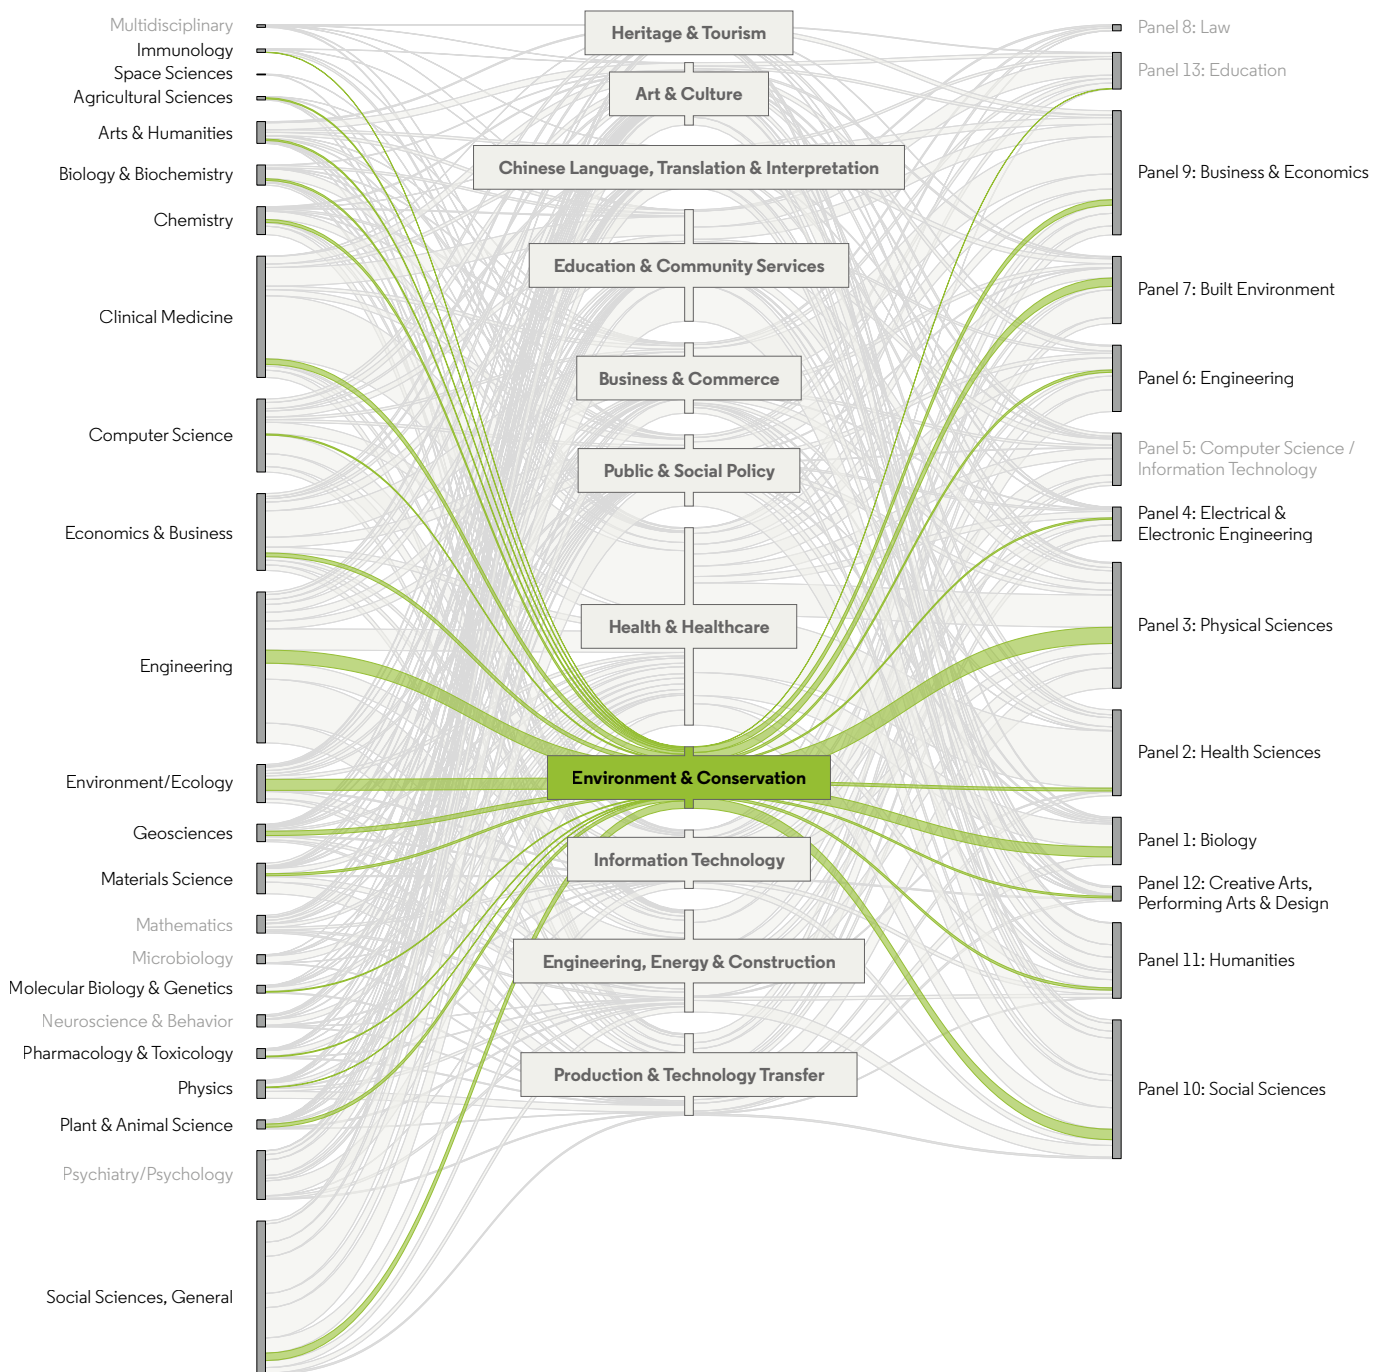 Multidisciplinary
Immunology
Space Sciences
Agricultural Sciences
Arts & Humanities
Biology & Biochemistry
Chemistry
Clinical Medicine
Computer Science
Economics & Business
Engineering
Environment/Ecology
Geosciences
Materials Science
Mathematics
Microbiology
Molecular Biology & Genetics
Neuroscience & Behavior
Pharmacology & Toxicology
Physics
Plant & Animal Science
Psychiatry/Psychology
Social Sciences, General
Heritage & Tourism
Art & Culture
Chinese Language, Translation & Interpretation
Education & Community Services
Business & Commerce
Public & Social Policy
Health & Healthcare
Environment & Conservation
Information Technology
Engineering, Energy & Construction
Production & Technology Transfer
Panel 8: Law
Panel 13: Education
Panel 9: Business & Economics
Panel 7: Built Environment
Panel 6: Engineering
Panel 5: Computer Science /
Information Technology
Panel 4: Electrical &
Electronic Engineering
Panel 3: Physical Sciences
Panel 2: Health Sciences
Panel 1: Biology
Panel 12: Creative Arts,
Performing Arts & Design
Panel 11: Humanities
Panel 10: Social Sciences